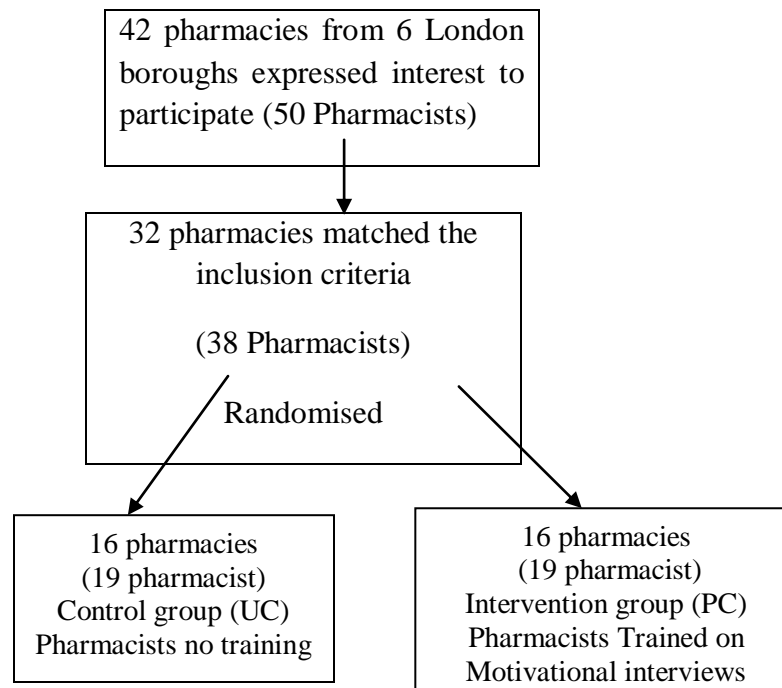 42 pharmacies from 6 London
boroughs expressed interest to
participate (50 Pharmacists)
32 pharmacies matched the
inclusion criteria
(38 Pharmacists)
Randomised
16 pharmacies
(19 pharmacist)
Control group (UC)
Pharmacists no training
16 pharmacies
(19 pharmacist)
Intervention group (PC)
Pharmacists Trained on
Motivational interviews